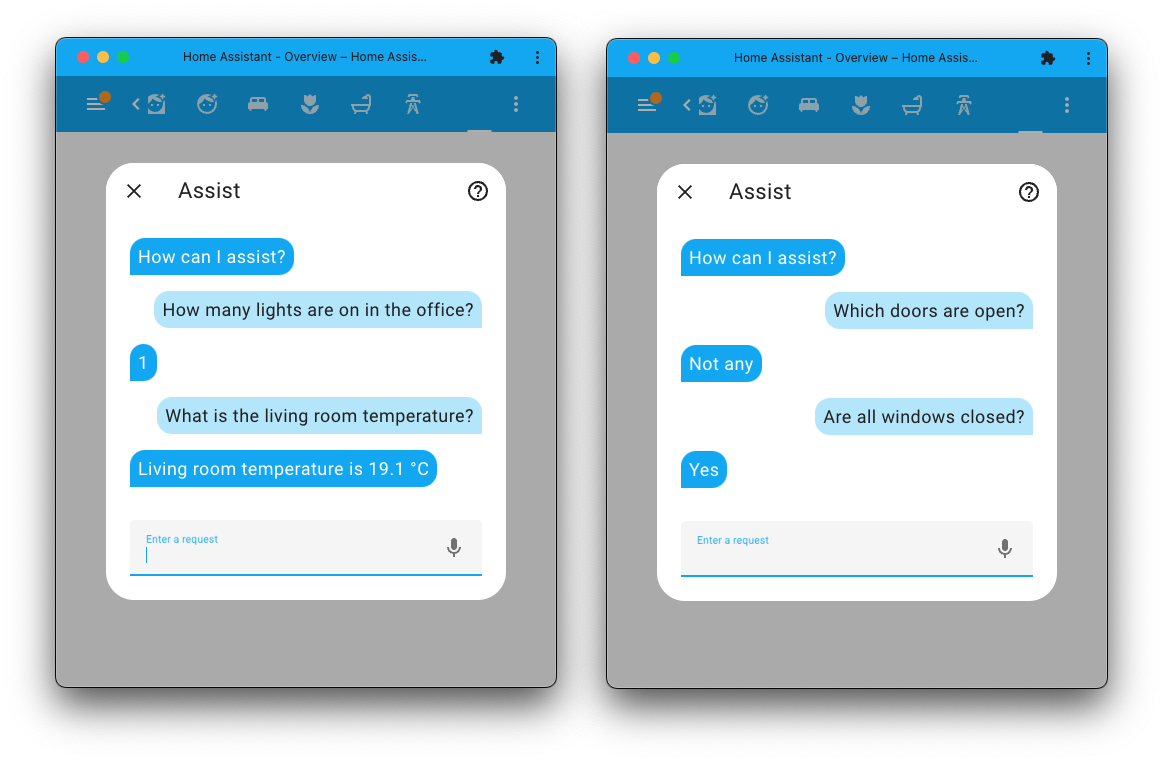 Home Assistant - Overview – Home Assis...
Assist
How can I assist?
How many lights are on in the office?
1
What is the living room temperature?
Living room temperature is 19.1 °C
Enter a request
Home Assistant - Overview – Home Assis...
Assist
How can I assist?
Which doors are open?
Not any
Are all windows closed?
Yes
Enter a request